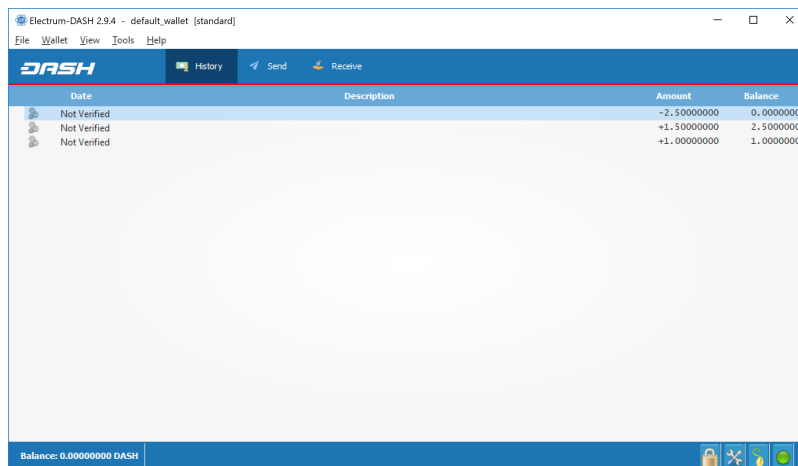 Electrum-DASH 2.9.4 - default_wallet [standard]
File Wallet View Tools Help
DASH History Send Receive
Date Description Amount Balance
Not Verified -2.50000000 0.0000000
Not Verified +1.50000000 2.5000000
Not Verified +1.00000000 1.0000000
Balance: 0.00000000 DASH